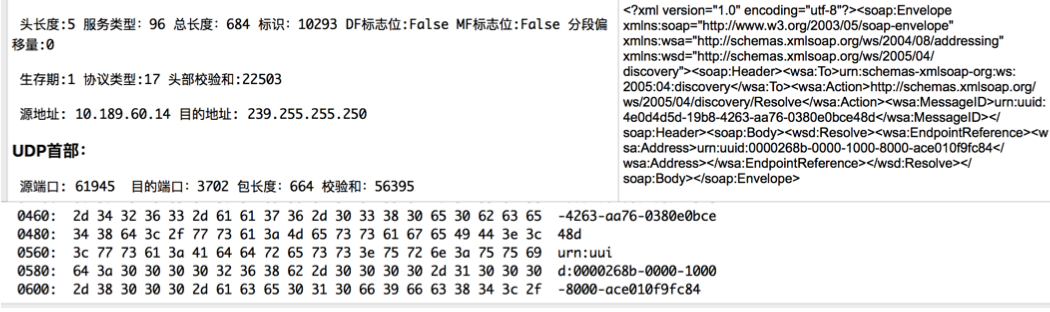 头长度:5 服务类型: 96 总长度: 684 标识: 10293 DF标志位:False MF标志位:False 分段偏
移量:0
生存期:1 协议类型:17 头部校验和:22503
源地址: 10.189.60.14 目的地址: 239.255.255.250
UDP首部:
源端口: 61945 目的端口: 3702 包长度: 664 校验和: 56395
<?xml version="1.0" encoding="utf-8"?><soap:Envelope
xmlns:soap="http://www.w3.org/2003/05/soap-envelope"
xmlns:wsa="http://schemas.xmlsoap.org/ws/2004/08/addressing"
xmlns:wsd="http://schemas.xmlsoap.org/ws/2005/04/
discovery"><soap:Header><wsa:To>urn:schemas-xmlsoap-org:ws:
2005:04:discovery</wsa:To><wsa:Action>http://schemas.xmlsoap.org/
ws/2005/04/discovery/Resolve</wsa:Action><wsa:MessageID>urn:uuid:
4e0d4d5d-19b8-4263-aa76-0380e0bce48d</wsa:MessageID></
soap:Header><soap:Body><wsd:Resolve><wsa:EndpointReference><w
sa:Address>urn:uuid:0000268b-0000-1000-8000-ace010f9fc84</
wsa:Address></wsa:EndpointReference></wsd:Resolve></
soap:Body></soap:Envelope>
0460: 2d 34 32 36 33 2d 61 61 37 36 2d 30 33 38 30 65 30 62 63 65 -4263-aa76-0380e0bce
0480: 34 38 64 3c 2f 77 73 61 3a 4d 65 73 73 61 67 65 49 44 3e 3c 48d
0560: 3c 77 73 61 3a 41 64 64 72 65 73 73 3e 75 72 6e 3a 75 75 69 urn:uui
0580: 64 3a 30 30 30 30 32 36 38 62 2d 30 30 30 30 2d 31 30 30 30 d:0000268b-0000-1000
0600: 2d 38 30 30 30 2d 61 63 65 30 31 30 66 39 66 63 38 34 3c 2f -8000-ace010f9fc84